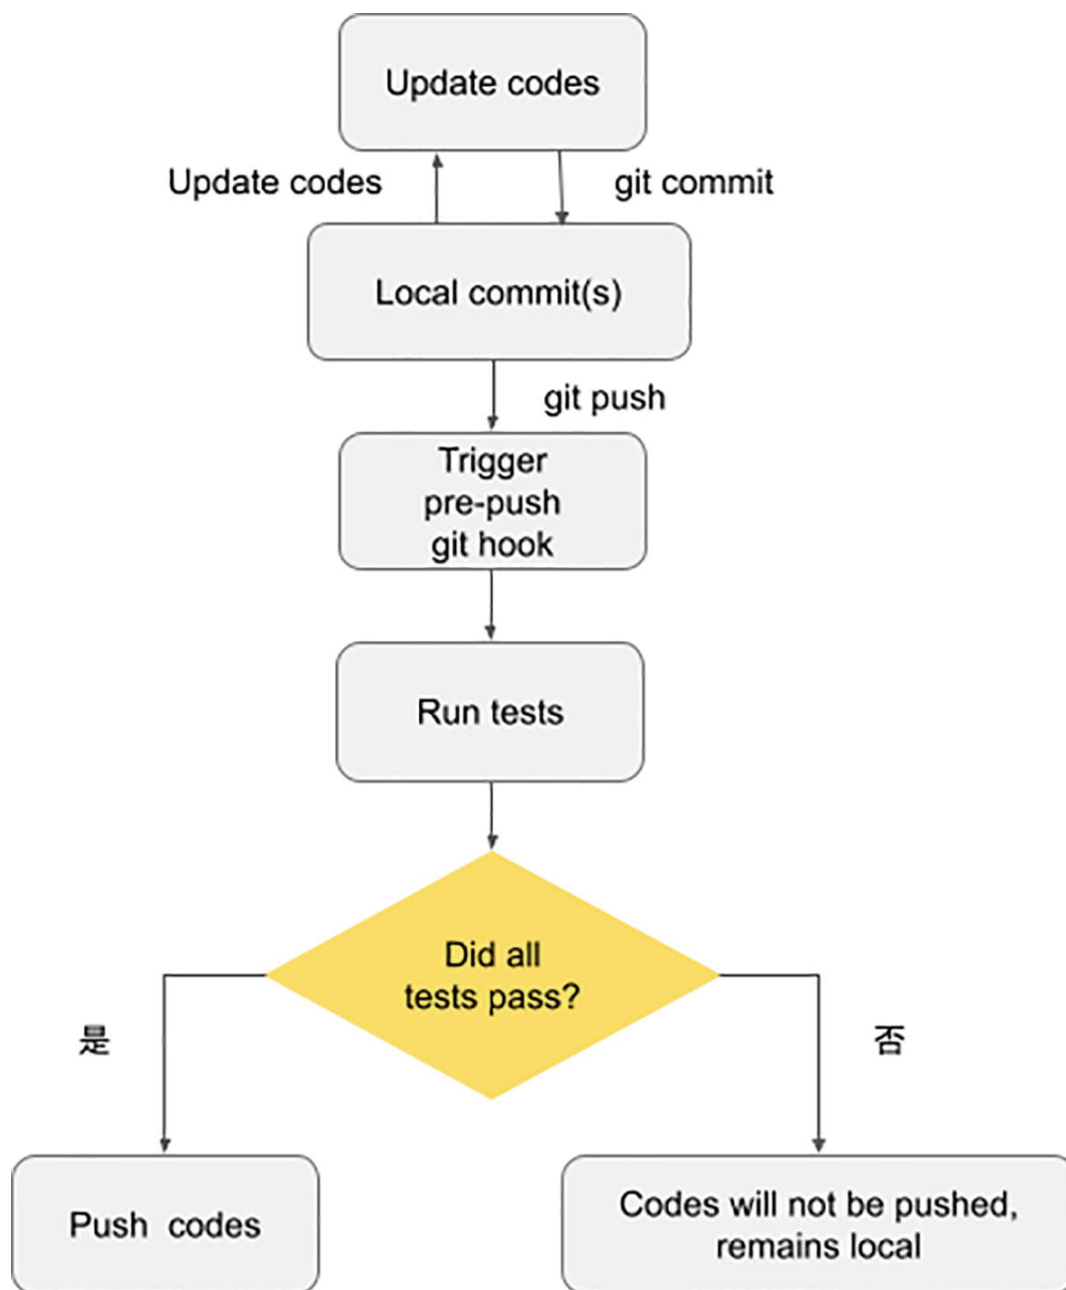 Update codes
Update codes
git commit
Local commit(s)
git push
Trigger
pre-push
git hook
Run tests
Did all
tests pass?
是
否
Push codes
Codes will not be pushed,
remains local